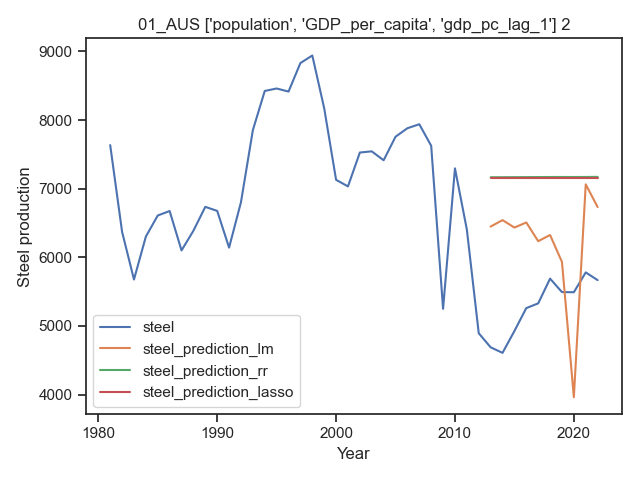 01_AUS ['population', 'GDP_per_capita', 'gdp_pc_lag_1'] 2
9000
8000
7000
6000
5000
4000
Steel production
steel
steel_prediction_lm
steel_prediction_rr
steel_prediction_lasso
1980
1990
2000
2010
2020
Year